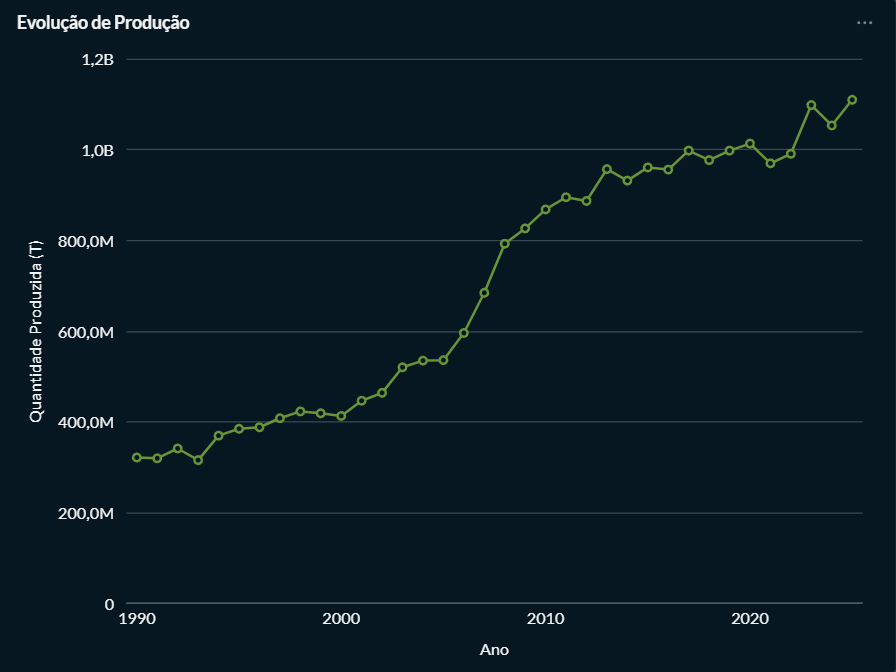 Evolução de Produção
...
1,2B
1,0B
800,0M
600,0M
400,0M
200,0M
0
Quantidade Produzida (T)
1990 2000 2010 2020
Ano